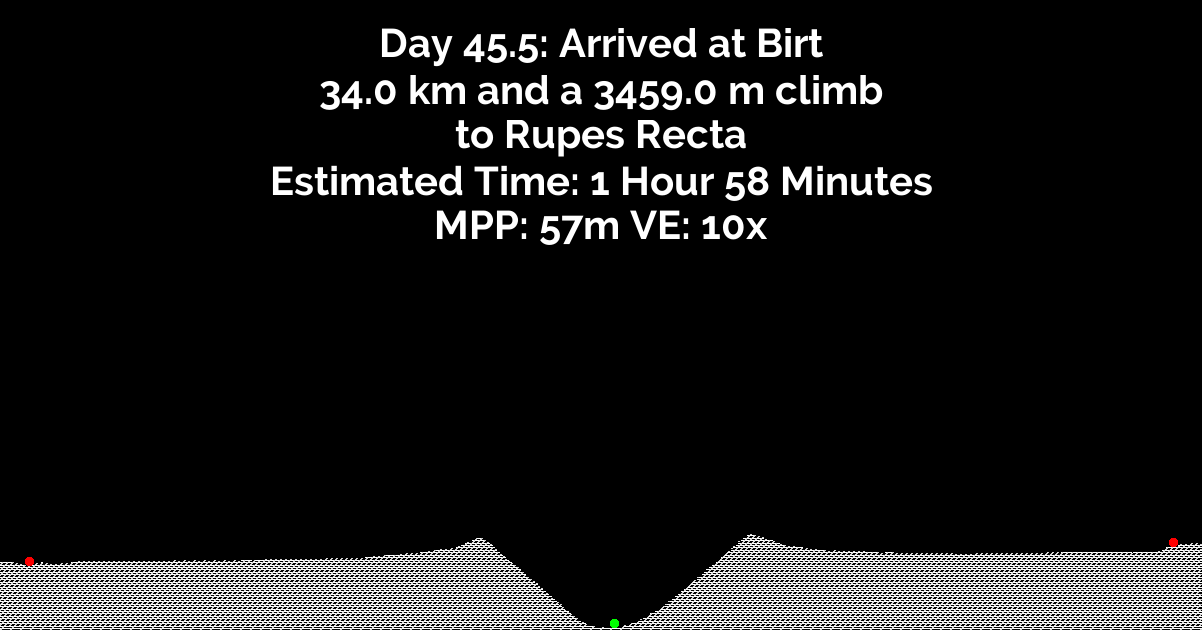 Day 45.5: Arrived at Birt
34.0 km and a 3459.0 m climb
to Rupes Recta
Estimated Time: 1 Hour 58 Minutes
MPP: 57m VE: 10x